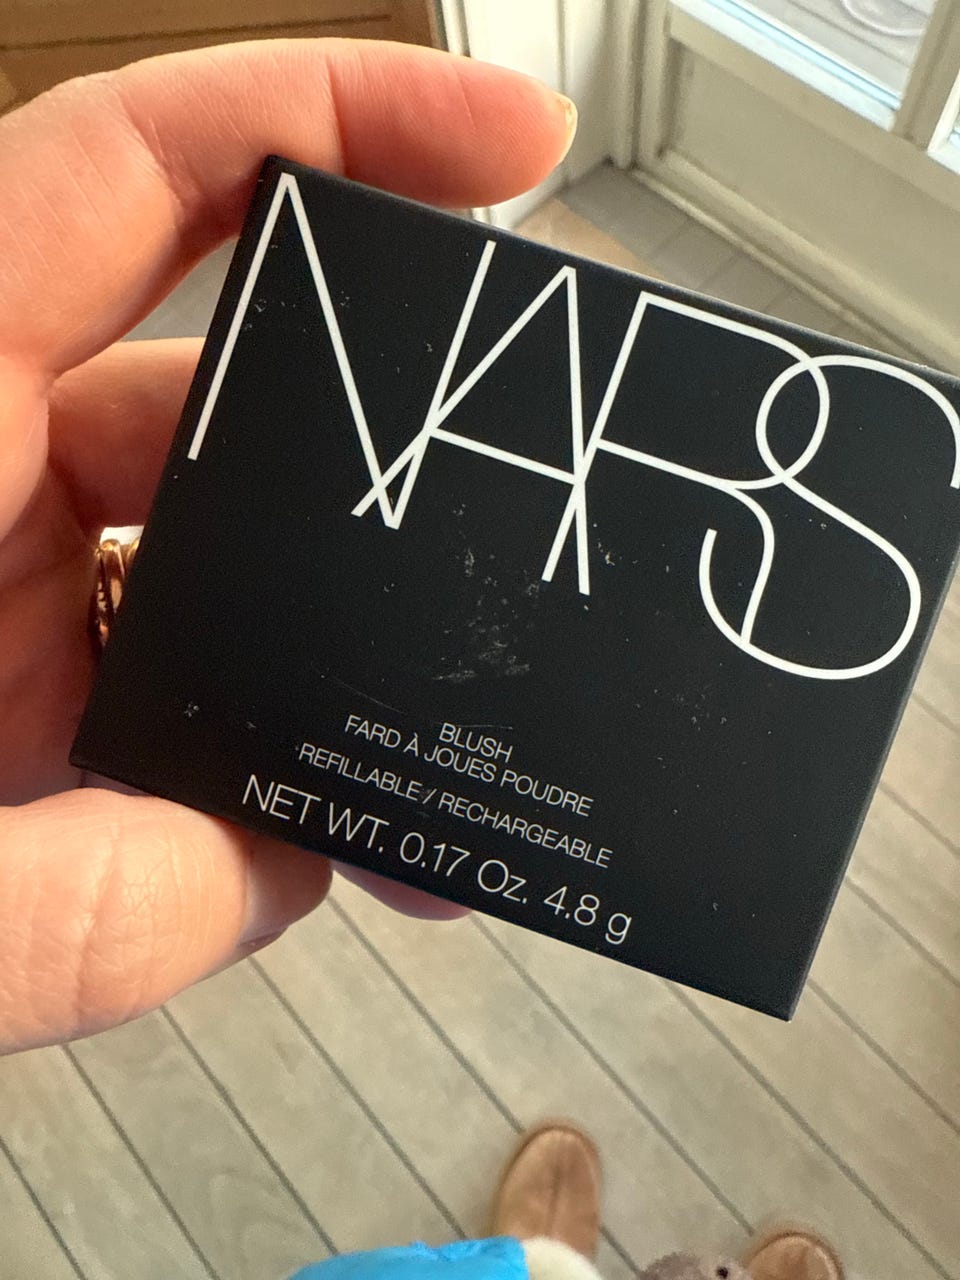 NARS
BLUSH
FARD À JOUES POUDRE
REFILLABLE / RECHARGEABLE
NET WT. 0.17 Oz. 4.8 g